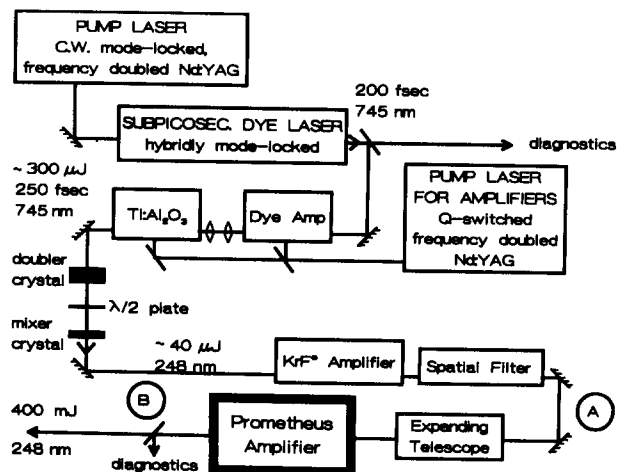 PUMP LASER
C.W. mode-locked,
frequency doubled Nd:YAG
200 fsec
745 nm
SUBPICOSEC. DYE LASER
hybridly mode-locked
diagnostics
~ 300 μJ
250 fsec
745 nm
Ti:Al₂O₃
Dye Amp
PUMP LASER
FOR AMPLIFIERS
Q-switched
frequency doubled
Nd:YAG
doubler
crystal
λ/2 plate
mixer
crystal
~ 40 μJ
248 nm
KrF* Amplifier
Spatial Filter
A
B
400 mJ
248 nm
diagnostics
Prometheus
Amplifier
Expanding
Telescope